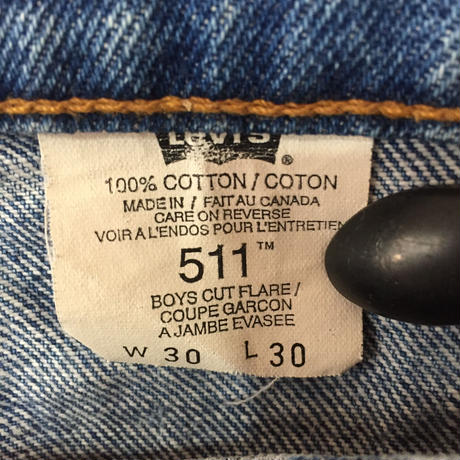 Levi's ®
100% COTTON / COTON
MADE IN / FAIT AU CANADA
CARE ON REVERSE
VOIR A L'ENDOS POUR L'ENTRETIEN
511™
BOYS CUT FLARE /
COUPE GARCON
A JAMBE EVASEE
W 30 L 30